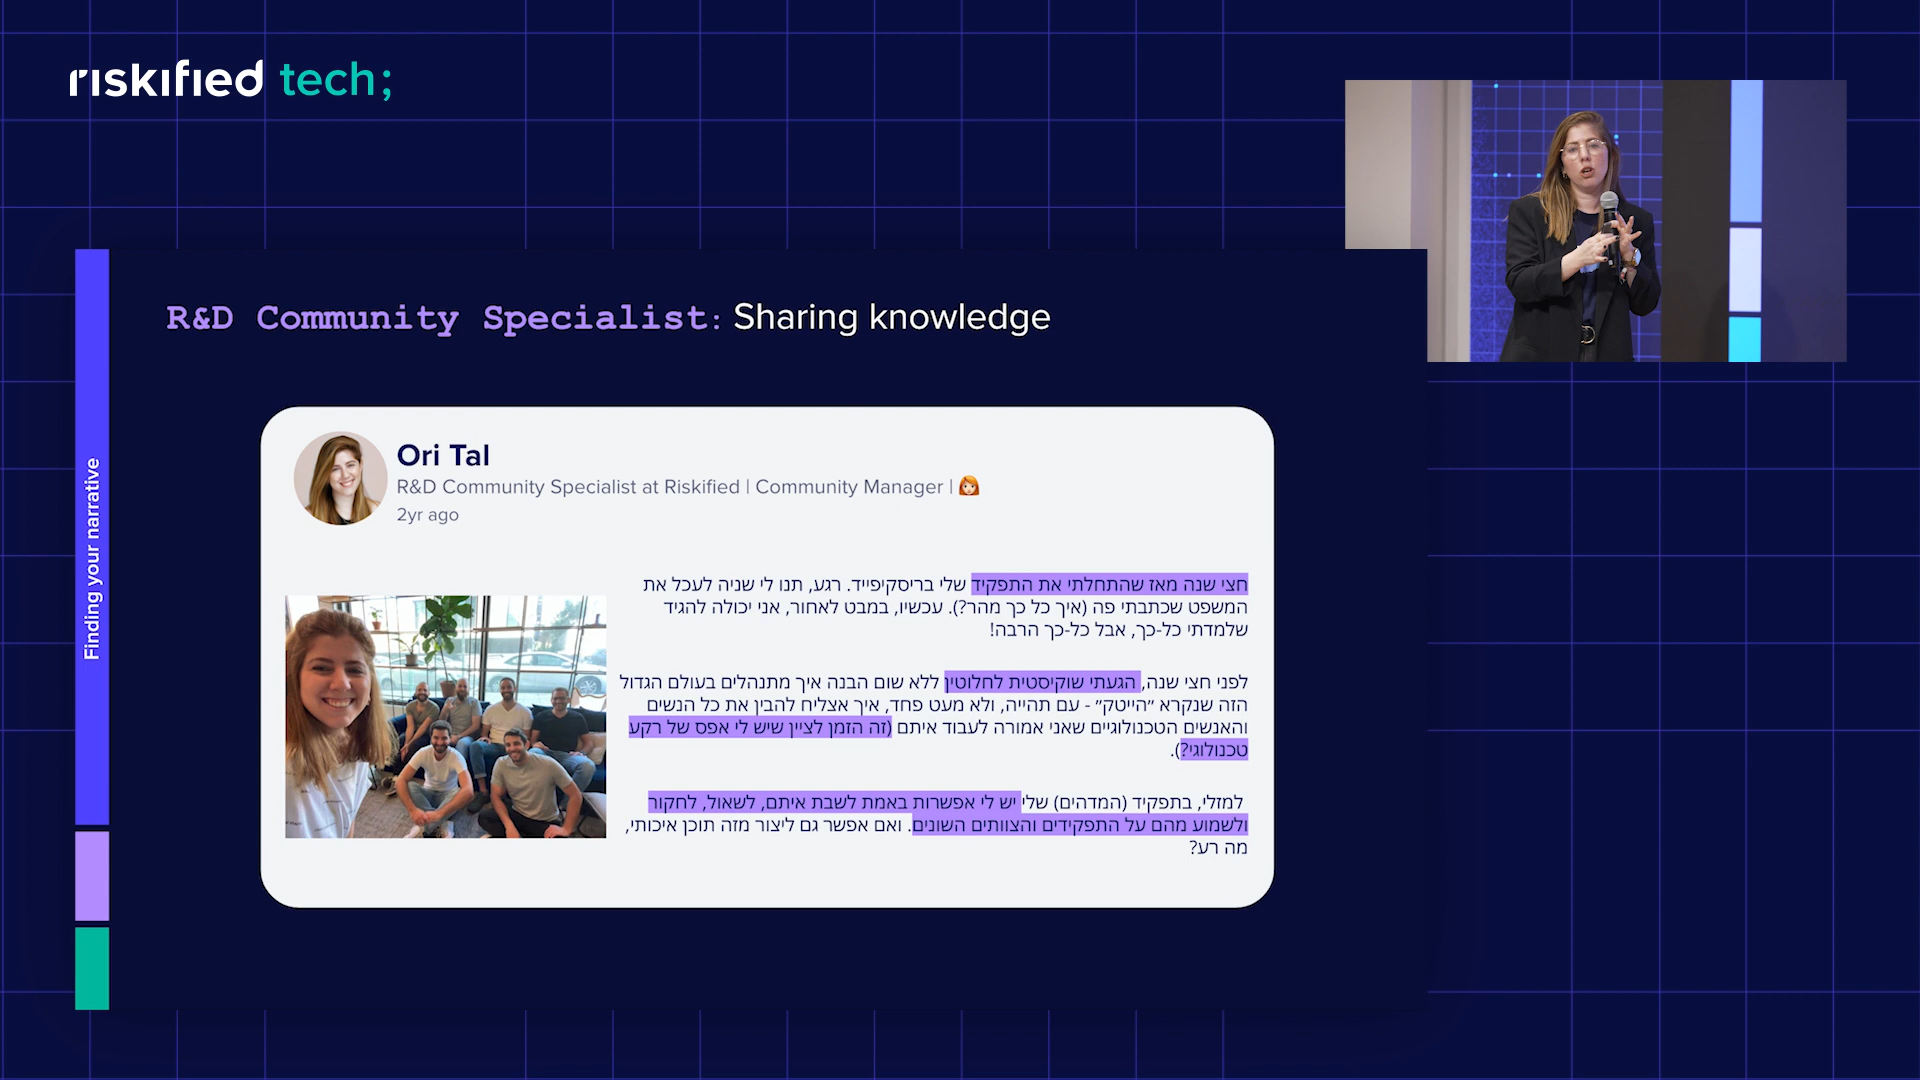 riskified tech;
R&D Community Specialist: Sharing knowledge
Finding your narrative
Ori Tal
R&D Community Specialist at Riskified | Community Manager |
2yr ago
חצי שנה מאז שהתחלתי את התפקיד שלי בריסקיפייד. רגע, תנו לי שניה לעכל את
המשפט שכתבתי פה (איך כל כך מהר?). עכשיו, במבט לאחור, אני יכולה להגיד
שלמדתי כל-כך, אבל כל-כך הרבה!
לפני חצי שנה, הגעתי שוקיסטית לחלוטין ללא שום הבנה איך מתנהלים בעולם הגדול
הזה שנקרא ״הייטק״ - עם תהייה, ולא מעט פחד, איך אצליח להבין את כל הנשים
והאנשים הטכנולוגיים שאני אמורה לעבוד איתם (זה הזמן לציין שיש לי אפס של רקע
טכנולוגי?).
למזלי, בתפקיד (המדהים) שלי יש לי אפשרות באמת לשבת איתם, לשאול, לחקור
ולשמוע מהם על התפקידים והצוותים השונים. ואם אפשר גם ליצור מזה תוכן איכותי,
מה רע?